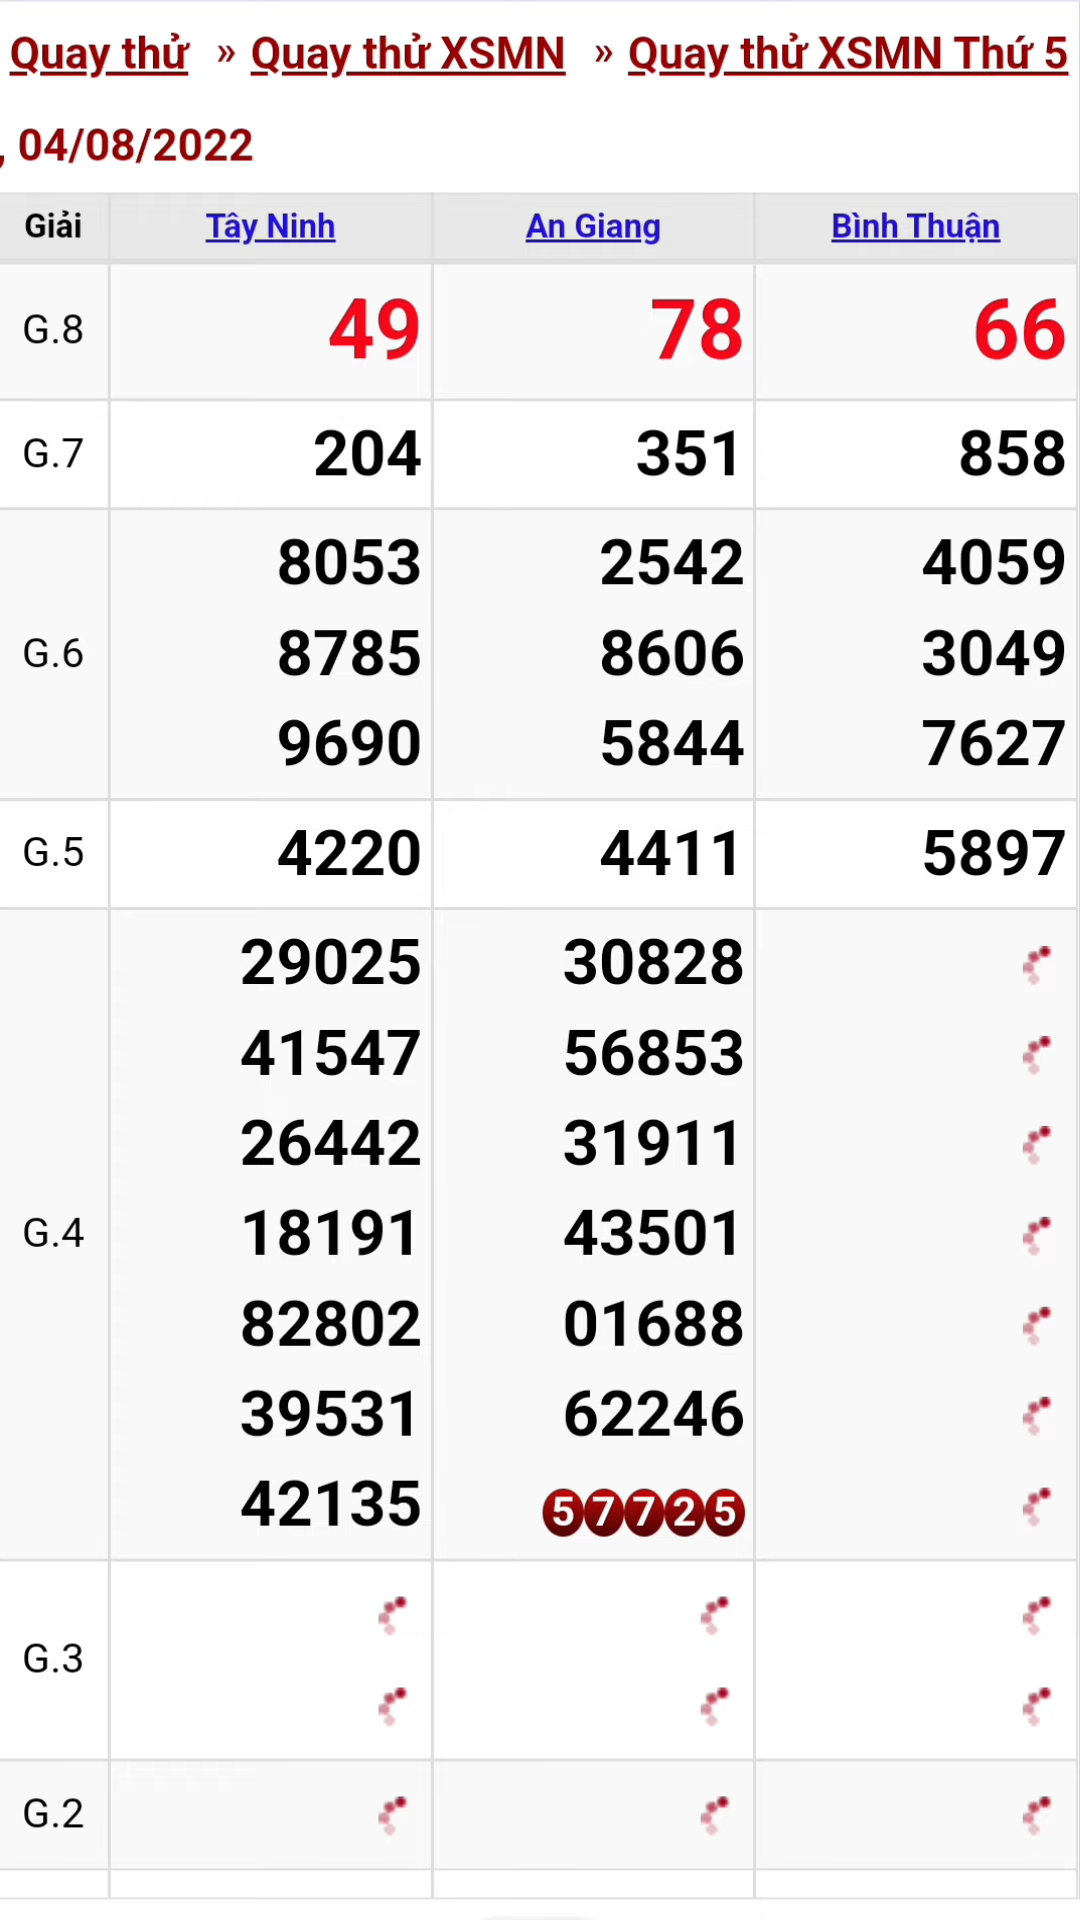 Quay thử » Quay thử XSMN » Quay thử XSMN Thứ 5
, 04/08/2022
Giải Tây Ninh An Giang Bình Thuận
G.8 49 78 66
G.7 204 351 858
8053 2542 4059
G.6 8785 8606 3049
9690 5844 7627
G.5 4220 4411 5897
29025 30828
41547 56853
26442 31911
G.4 18191 43501
82802 01688
39531 62246
42135 57725
G.3
G.2